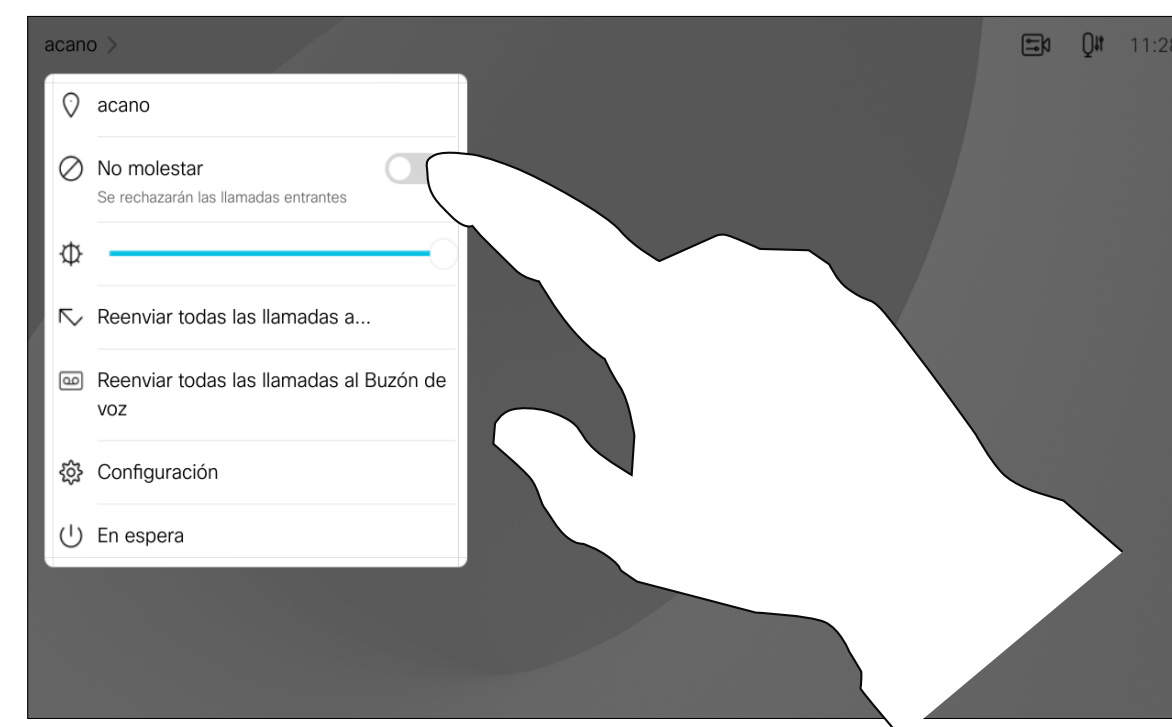 acano
11:28
acano
No molestar
Se rechazarán las llamadas entrantes
Reenviar todas las llamadas a...
Reenviar todas las llamadas al Buzón de
voz
Configuración
En espera